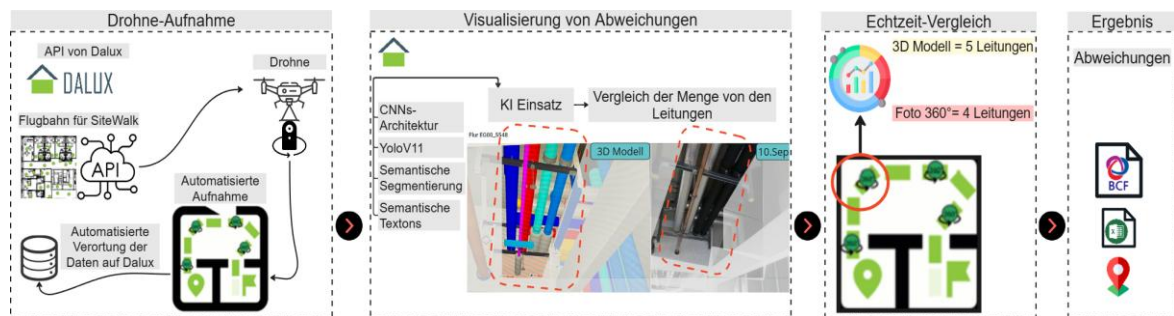 Drohne-Aufnahme
API von Dalux
DALUX
Drohne
Flugbahn für SiteWalk
API
Automatisierte
Aufnahme
Automatisierte
Verortung der
Daten auf Dalux
Visualisierung von Abweichungen
KI Einsatz
Vergleich der Menge von den
Leitungen
CNNs-
Architektur
YoloV11
Semantische
Segmentierung
Semantische
Textons
3D Modell
10.Sep
Echtzeit-Vergleich
3D Modell = 5 Leitungen
Foto 360°= 4 Leitungen
Ergebnis
Abweichungen
BCF